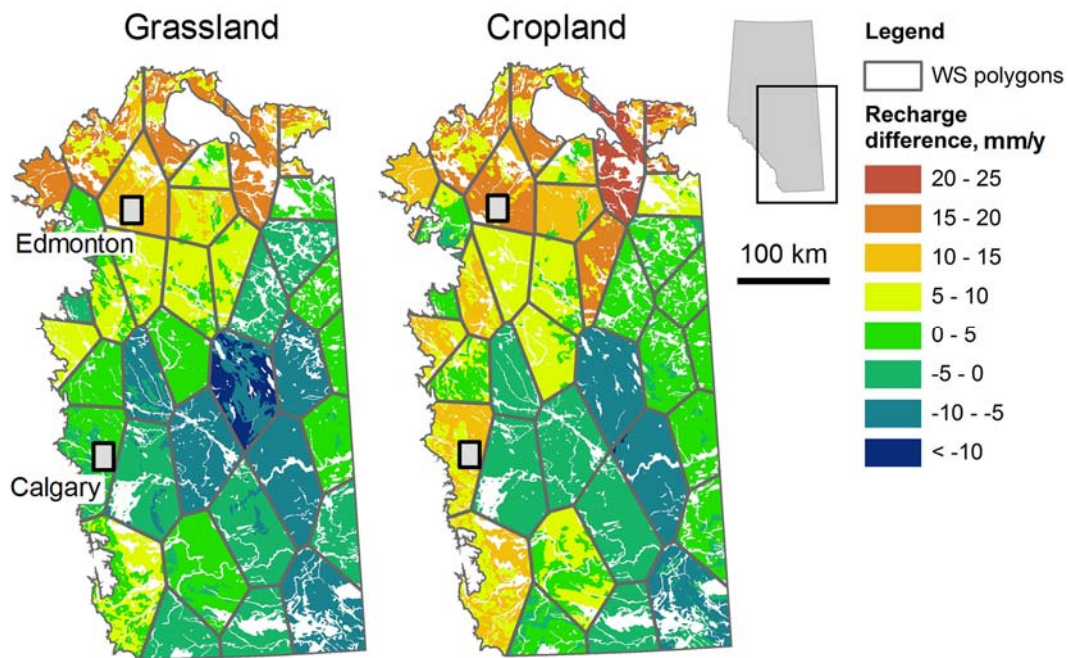 Grassland
Cropland
Edmonton
Calgary
100 km
Legend
WS polygons
Recharge
difference, mm/y
20 - 25
15 - 20
10 - 15
5 - 10
0 - 5
-5 - 0
-10 - -5
< -10